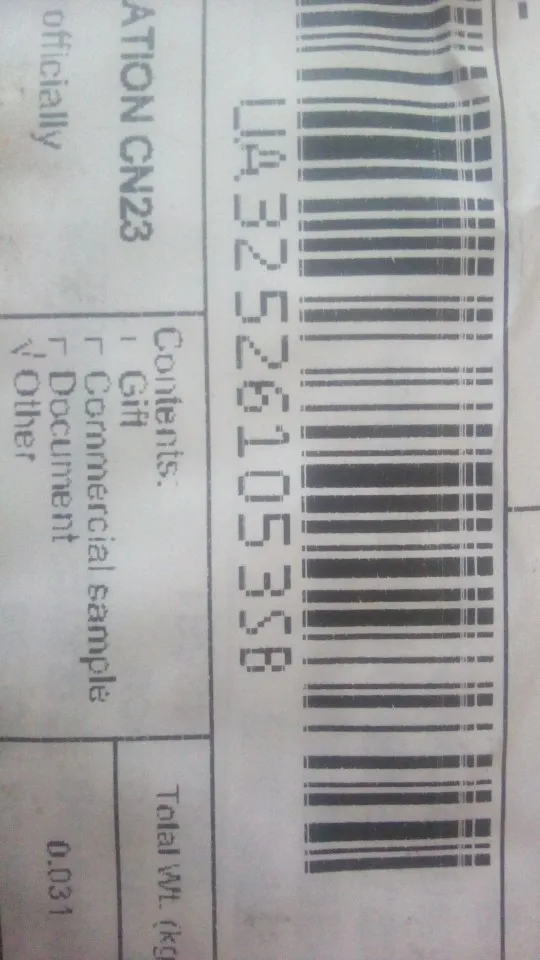 UA325261053SB
ATION CN23
officially
Contents:
Gift
Commercial sample
Document
√ Other
Total Wt. (kg
0.031